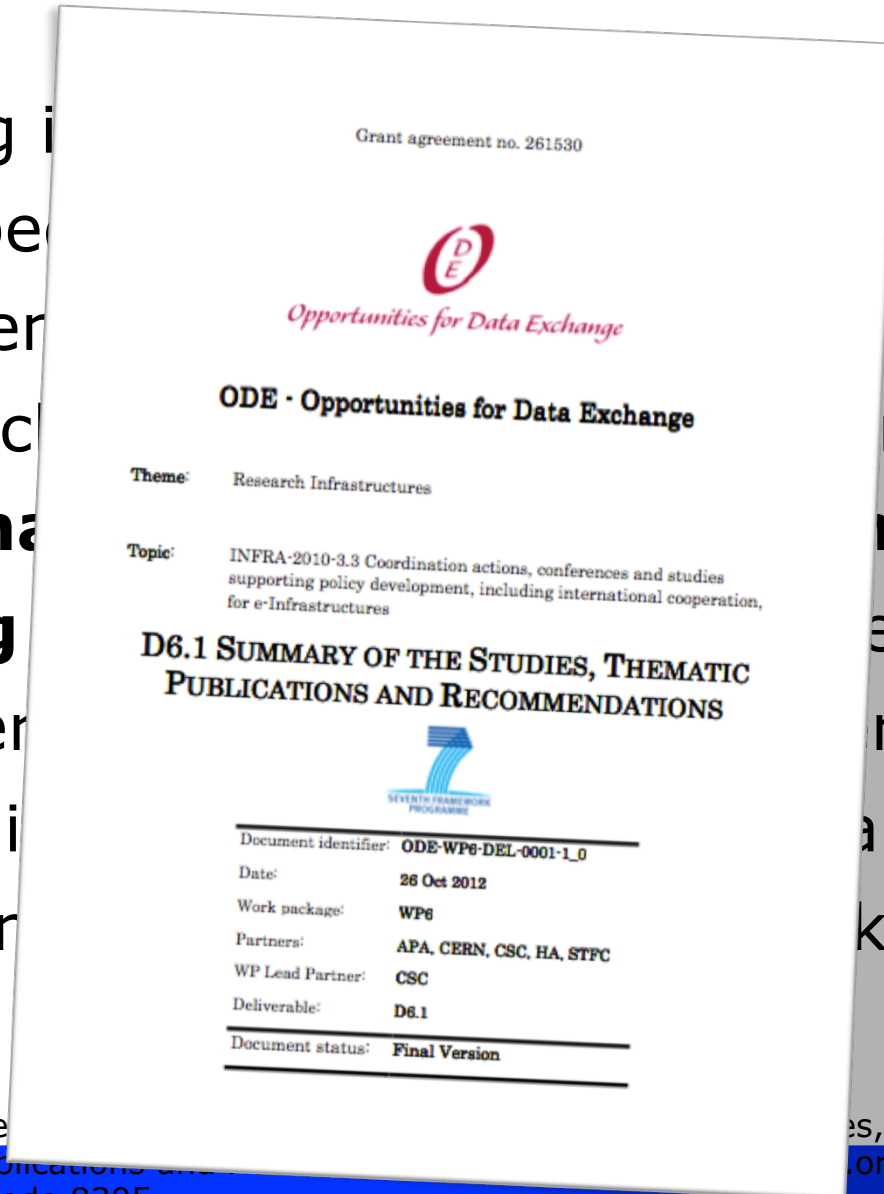 Grant agreement no. 261530
O
D
E
Opportunities for Data Exchange
ODE - Opportunities for Data Exchange
Theme: Research Infrastructures
Topic: INFRA-2010-3.3 Coordination actions, conferences and studies
supporting policy development, including international cooperation,
for e-Infrastructures
D6.1 SUMMARY OF THE STUDIES, THEMATIC
PUBLICATIONS AND RECOMMENDATIONS
7
SEVENTH FRAMEWORK
PROGRAMME
Document identifier: ODE-WP6-DEL-0001-1_0
Date: 26 Oct 2012
Work package: WP6
Partners: APA, CERN, CSC, HA, STFC
WP Lead Partner: CSC
Deliverable: D6.1
Document status: Final Version